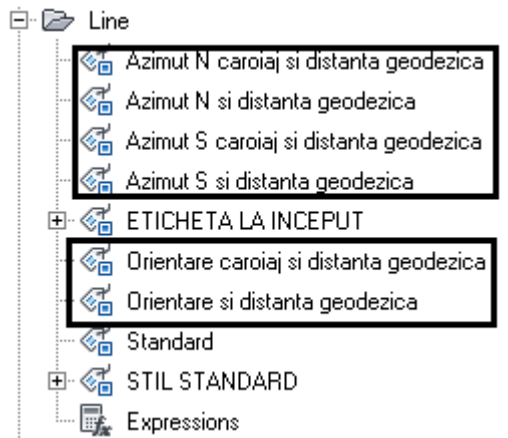 Line
Azimut N caroiaj si distanta geodezica
Azimut N si distanta geodezica
Azimut S caroiaj si distanta geodezica
Azimut S si distanta geodezica
ETICHETA LA INCEPUT
Orientare caroiaj si distanta geodezica
Orientare si distanta geodezica
Standard
STIL STANDARD
Expressions